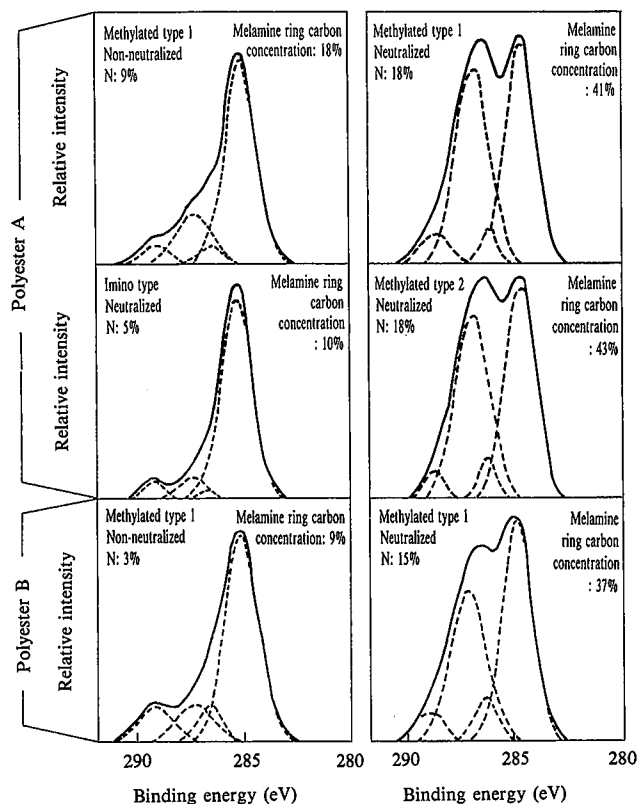 Polyester A
Polyester B
Relative intensity
Methylated type 1
Non-neutralized
N: 9%
Melamine ring carbon
concentration: 18%
Methylated type 1
Neutralized
N: 18%
Melamine
ring carbon
concentration
: 41%
Relative intensity
Imino type
Neutralized
N: 5%
Melamine ring
carbon
concentration
: 10%
Methylated type 2
Neutralized
N: 18%
Melamine
ring carbon
concentration
: 43%
Relative intensity
Methylated type 1
Non-neutralized
N: 3%
Melamine ring carbon
concentration: 9%
Methylated type 1
Neutralized
N: 15%
Melamine
ring carbon
concentration
: 37%
290 285 280
290 285 280
Binding energy (eV)
Binding energy (eV)